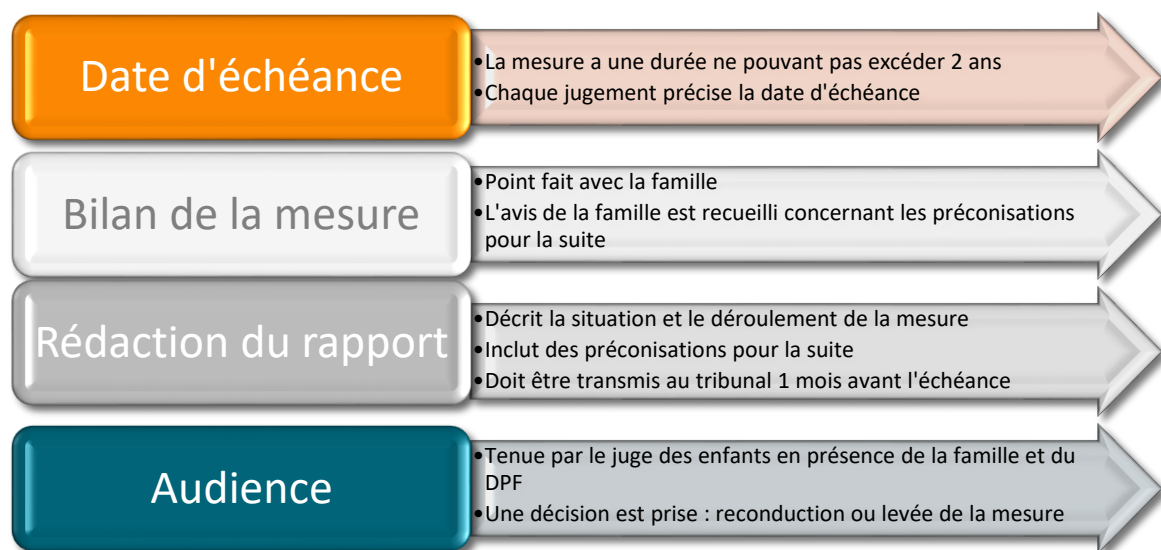 Date d'échéance
•La mesure a une durée ne pouvant pas excéder 2 ans
•Chaque jugement précise la date d'échéance
Bilan de la mesure
•Point fait avec la famille
•L'avis de la famille est recueilli concernant les préconisations
pour la suite
Rédaction du rapport
•Décrit la situation et le déroulement de la mesure
•Inclut des préconisations pour la suite
•Doit être transmis au tribunal 1 mois avant l'échéance
Audience
•Tenue par le juge des enfants en présence de la famille et du
DPF
•Une décision est prise : reconduction ou levée de la mesure